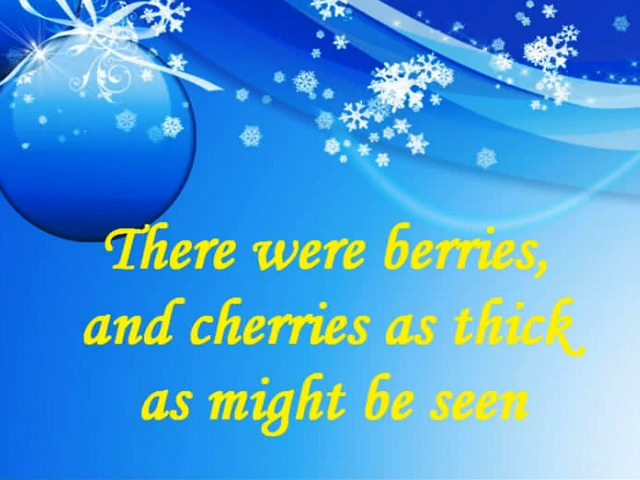 There were berries,
and cherries as thick
as might be seen